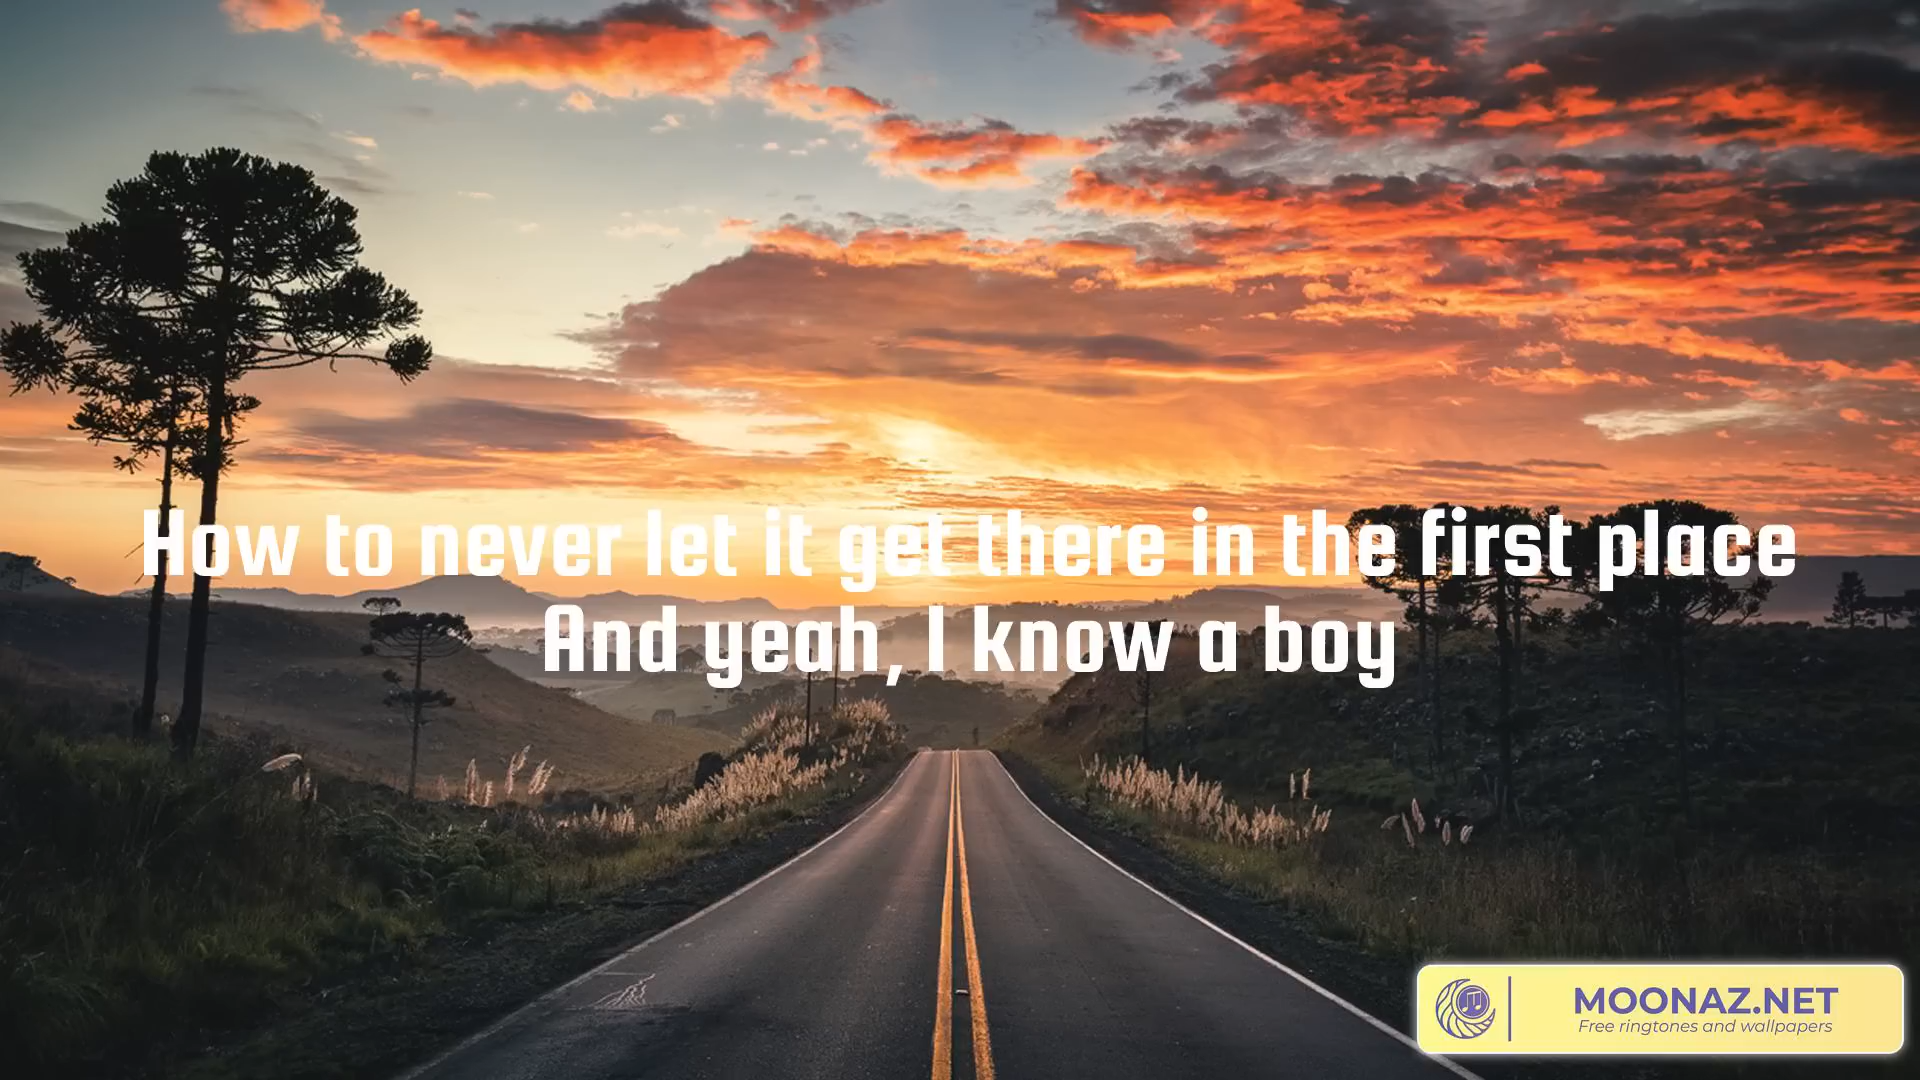 How to never let it get there in the first place
And yeah, I know a boy
MOONAZ.NET
Free ringtones and wallpapers